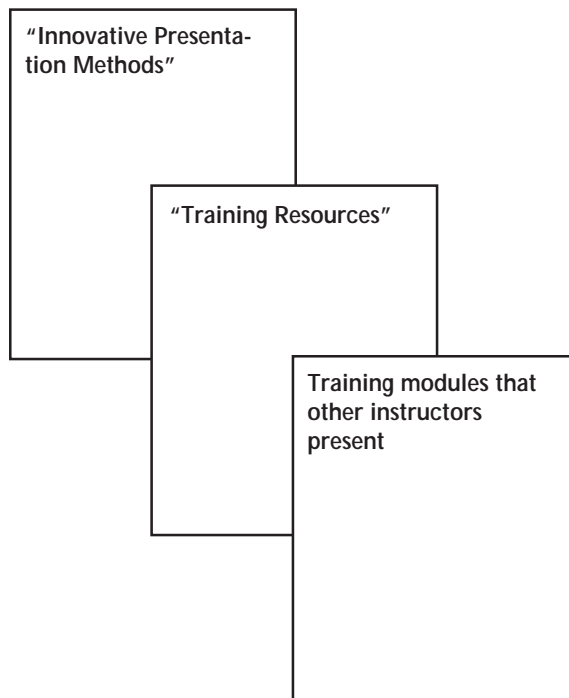 “Innovative Presenta-
tion Methods”
“Training Resources”
Training modules that
other instructors
present